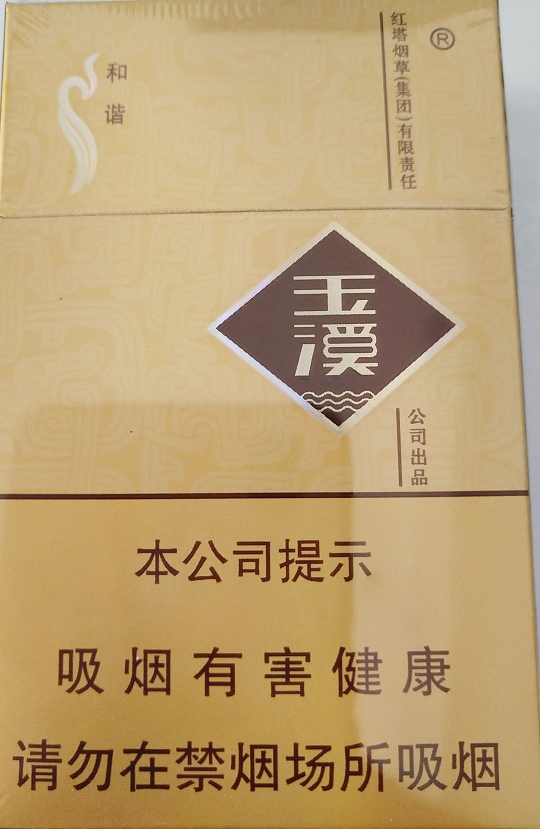 和谐
红塔烟草(集团)有限责任
®
玉溪
公司出品
本公司提示
吸烟有害健康
请勿在禁烟场所吸烟